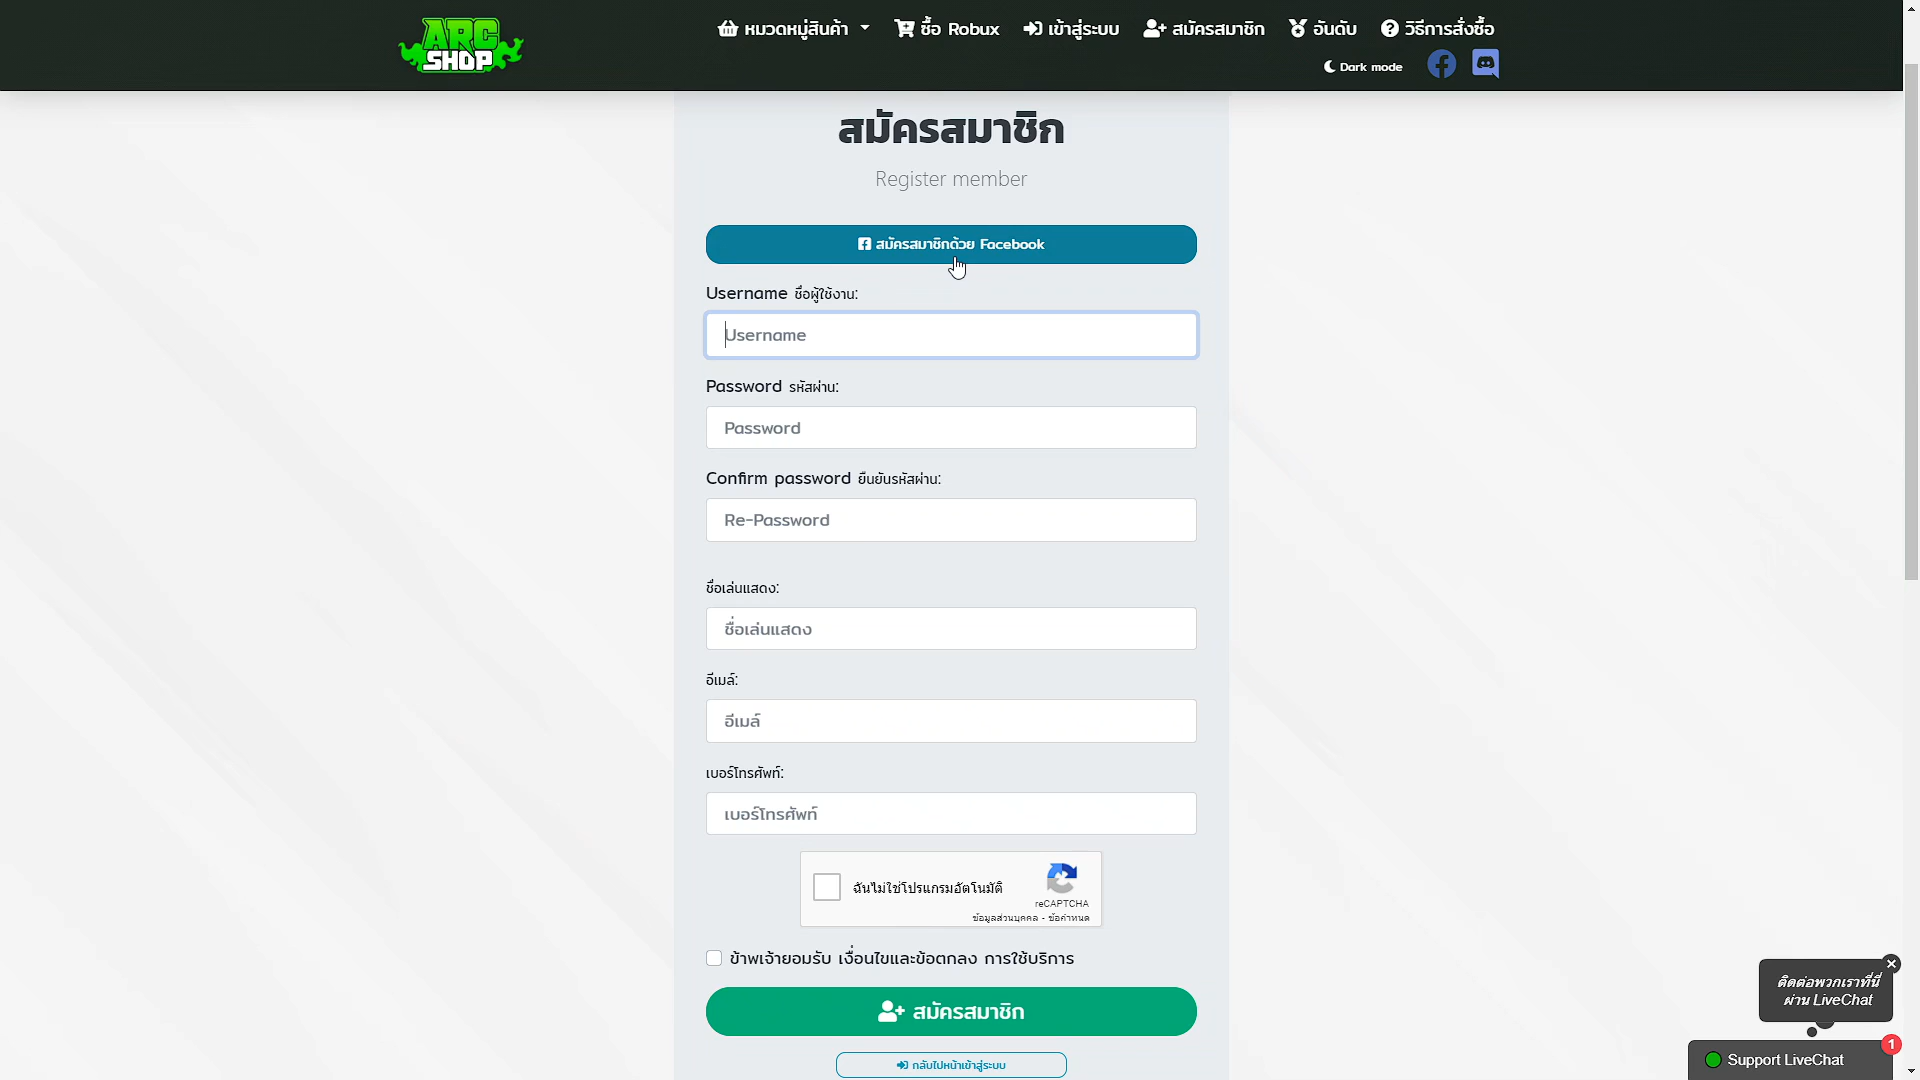 ARC
SHOP
หมวดหมู่สินค้า
ซื้อ Robux
เข้าสู่ระบบ
สมัครสมาชิก
อันดับ
วิธีการสั่งซื้อ
Dark mode
สมัครสมาชิก
Register member
สมัครสมาชิกด้วย Facebook
Username ชื่อผู้ใช้งาน:
Username
Password รหัสผ่าน:
Password
Confirm password ยืนยันรหัสผ่าน:
Re-Password
ชื่อเล่นแสดง:
ชื่อเล่นแสดง
อีเมล์:
อีเมล์
เบอร์โทรศัพท์:
เบอร์โทรศัพท์
ฉันไม่ใช่โปรแกรมอัตโนมัติ
reCAPTCHA
ข้อมูลส่วนบุคคล - ข้อกำหนด
ข้าพเจ้ายอมรับ เงื่อนไขและข้อตกลง การใช้บริการ
สมัครสมาชิก
กลับไปหน้าเข้าสู่ระบบ
ติดต่อพวกเราที่นี่
ผ่าน LiveChat
Support LiveChat
1